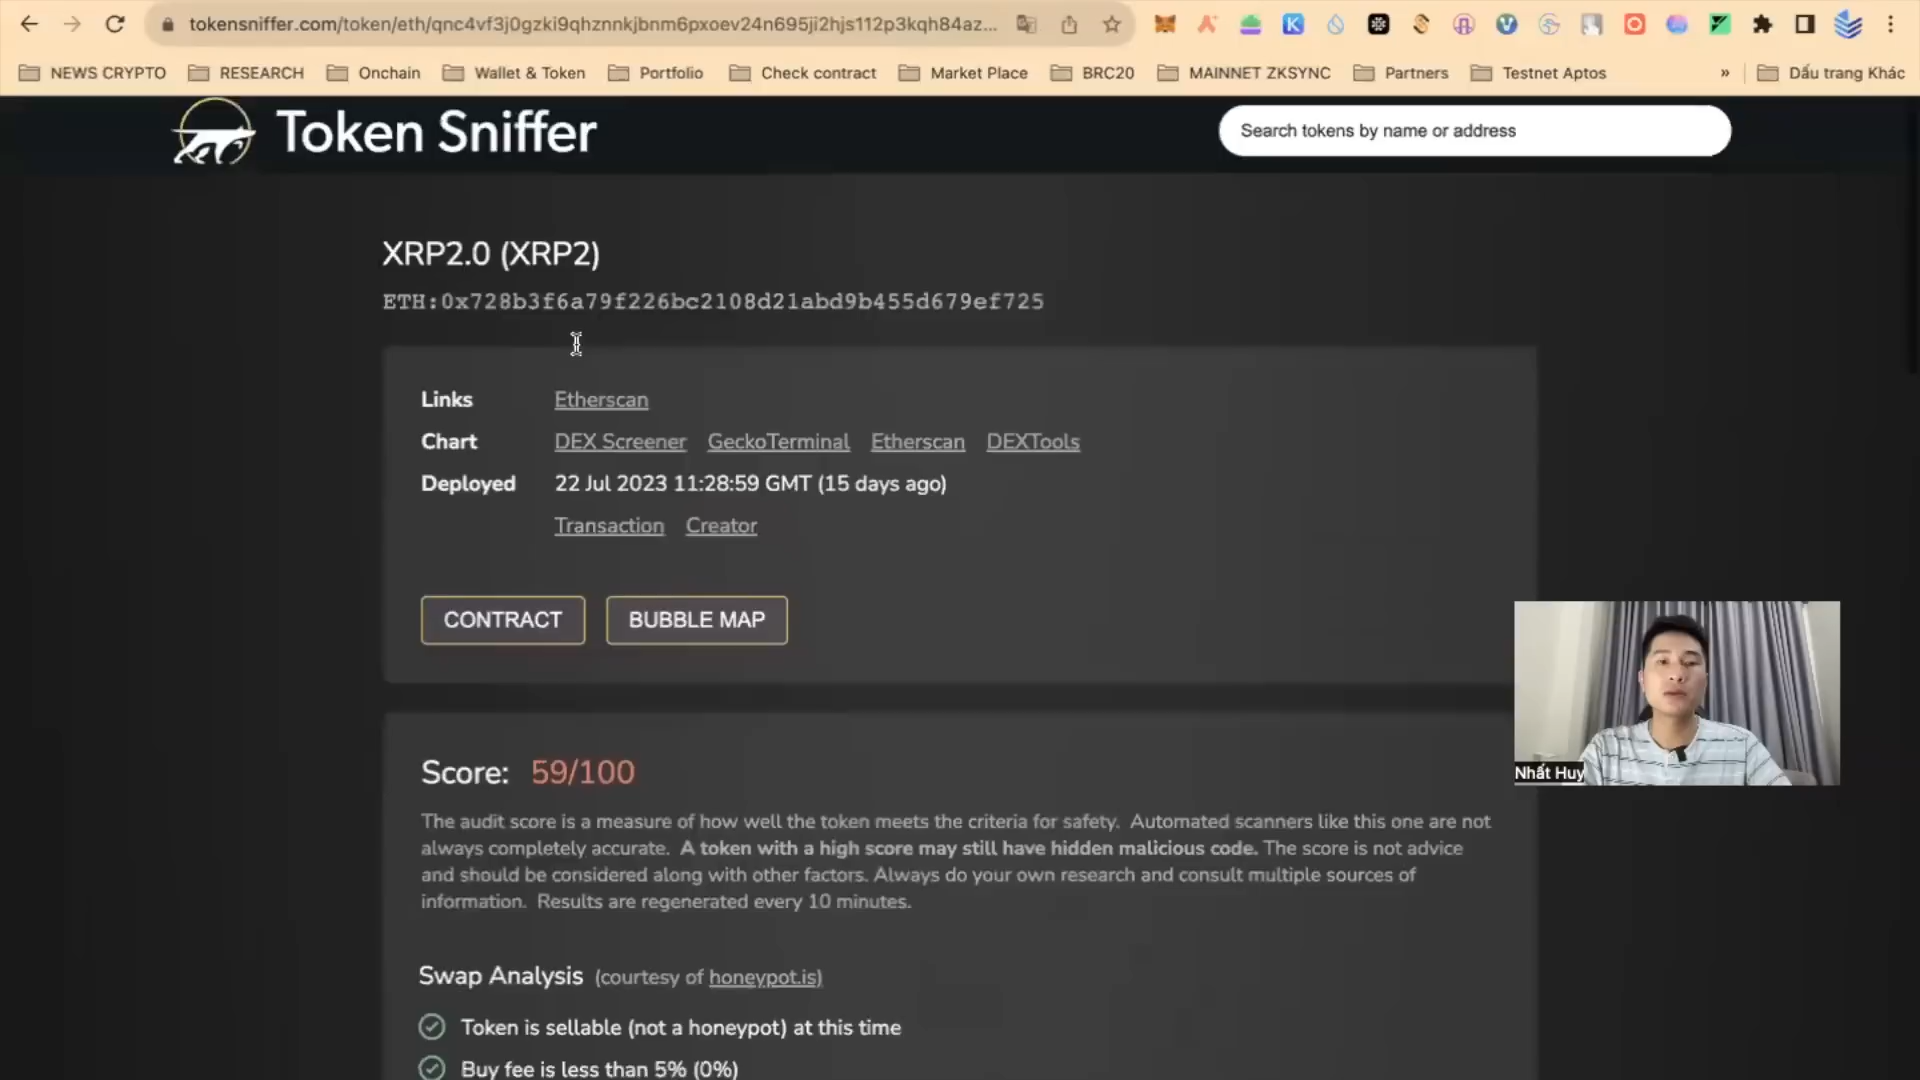 tokensniffer.com/token/eth/qnc4vf3j0gzki9qhznnkjbnm6pxoev24n695ji2hjs112p3kqh84az...
NEWS CRYPTO RESEARCH Onchain Wallet & Token Portfolio Check contract Market Place BRC20 MAINNET ZKSYNC Partners Testnet Aptos » Dấu trang Khác
Token Sniffer
Search tokens by name or address
XRP2.0 (XRP2)
ETH:0x728b3f6a79f226bc2108d21abd9b455d679ef725
Links Etherscan
Chart DEX Screener GeckoTerminal Etherscan DEXTools
Deployed 22 Jul 2023 11:28:59 GMT (15 days ago)
Transaction Creator
CONTRACT BUBBLE MAP
Score: 59/100
Nhất Huy
The audit score is a measure of how well the token meets the criteria for safety. Automated scanners like this one are not
always completely accurate. A token with a high score may still have hidden malicious code. The score is not advice
and should be considered along with other factors. Always do your own research and consult multiple sources of
information. Results are regenerated every 10 minutes.
Swap Analysis (courtesy of honeypot.is)
Token is sellable (not a honeypot) at this time
Buy fee is less than 5% (0%)